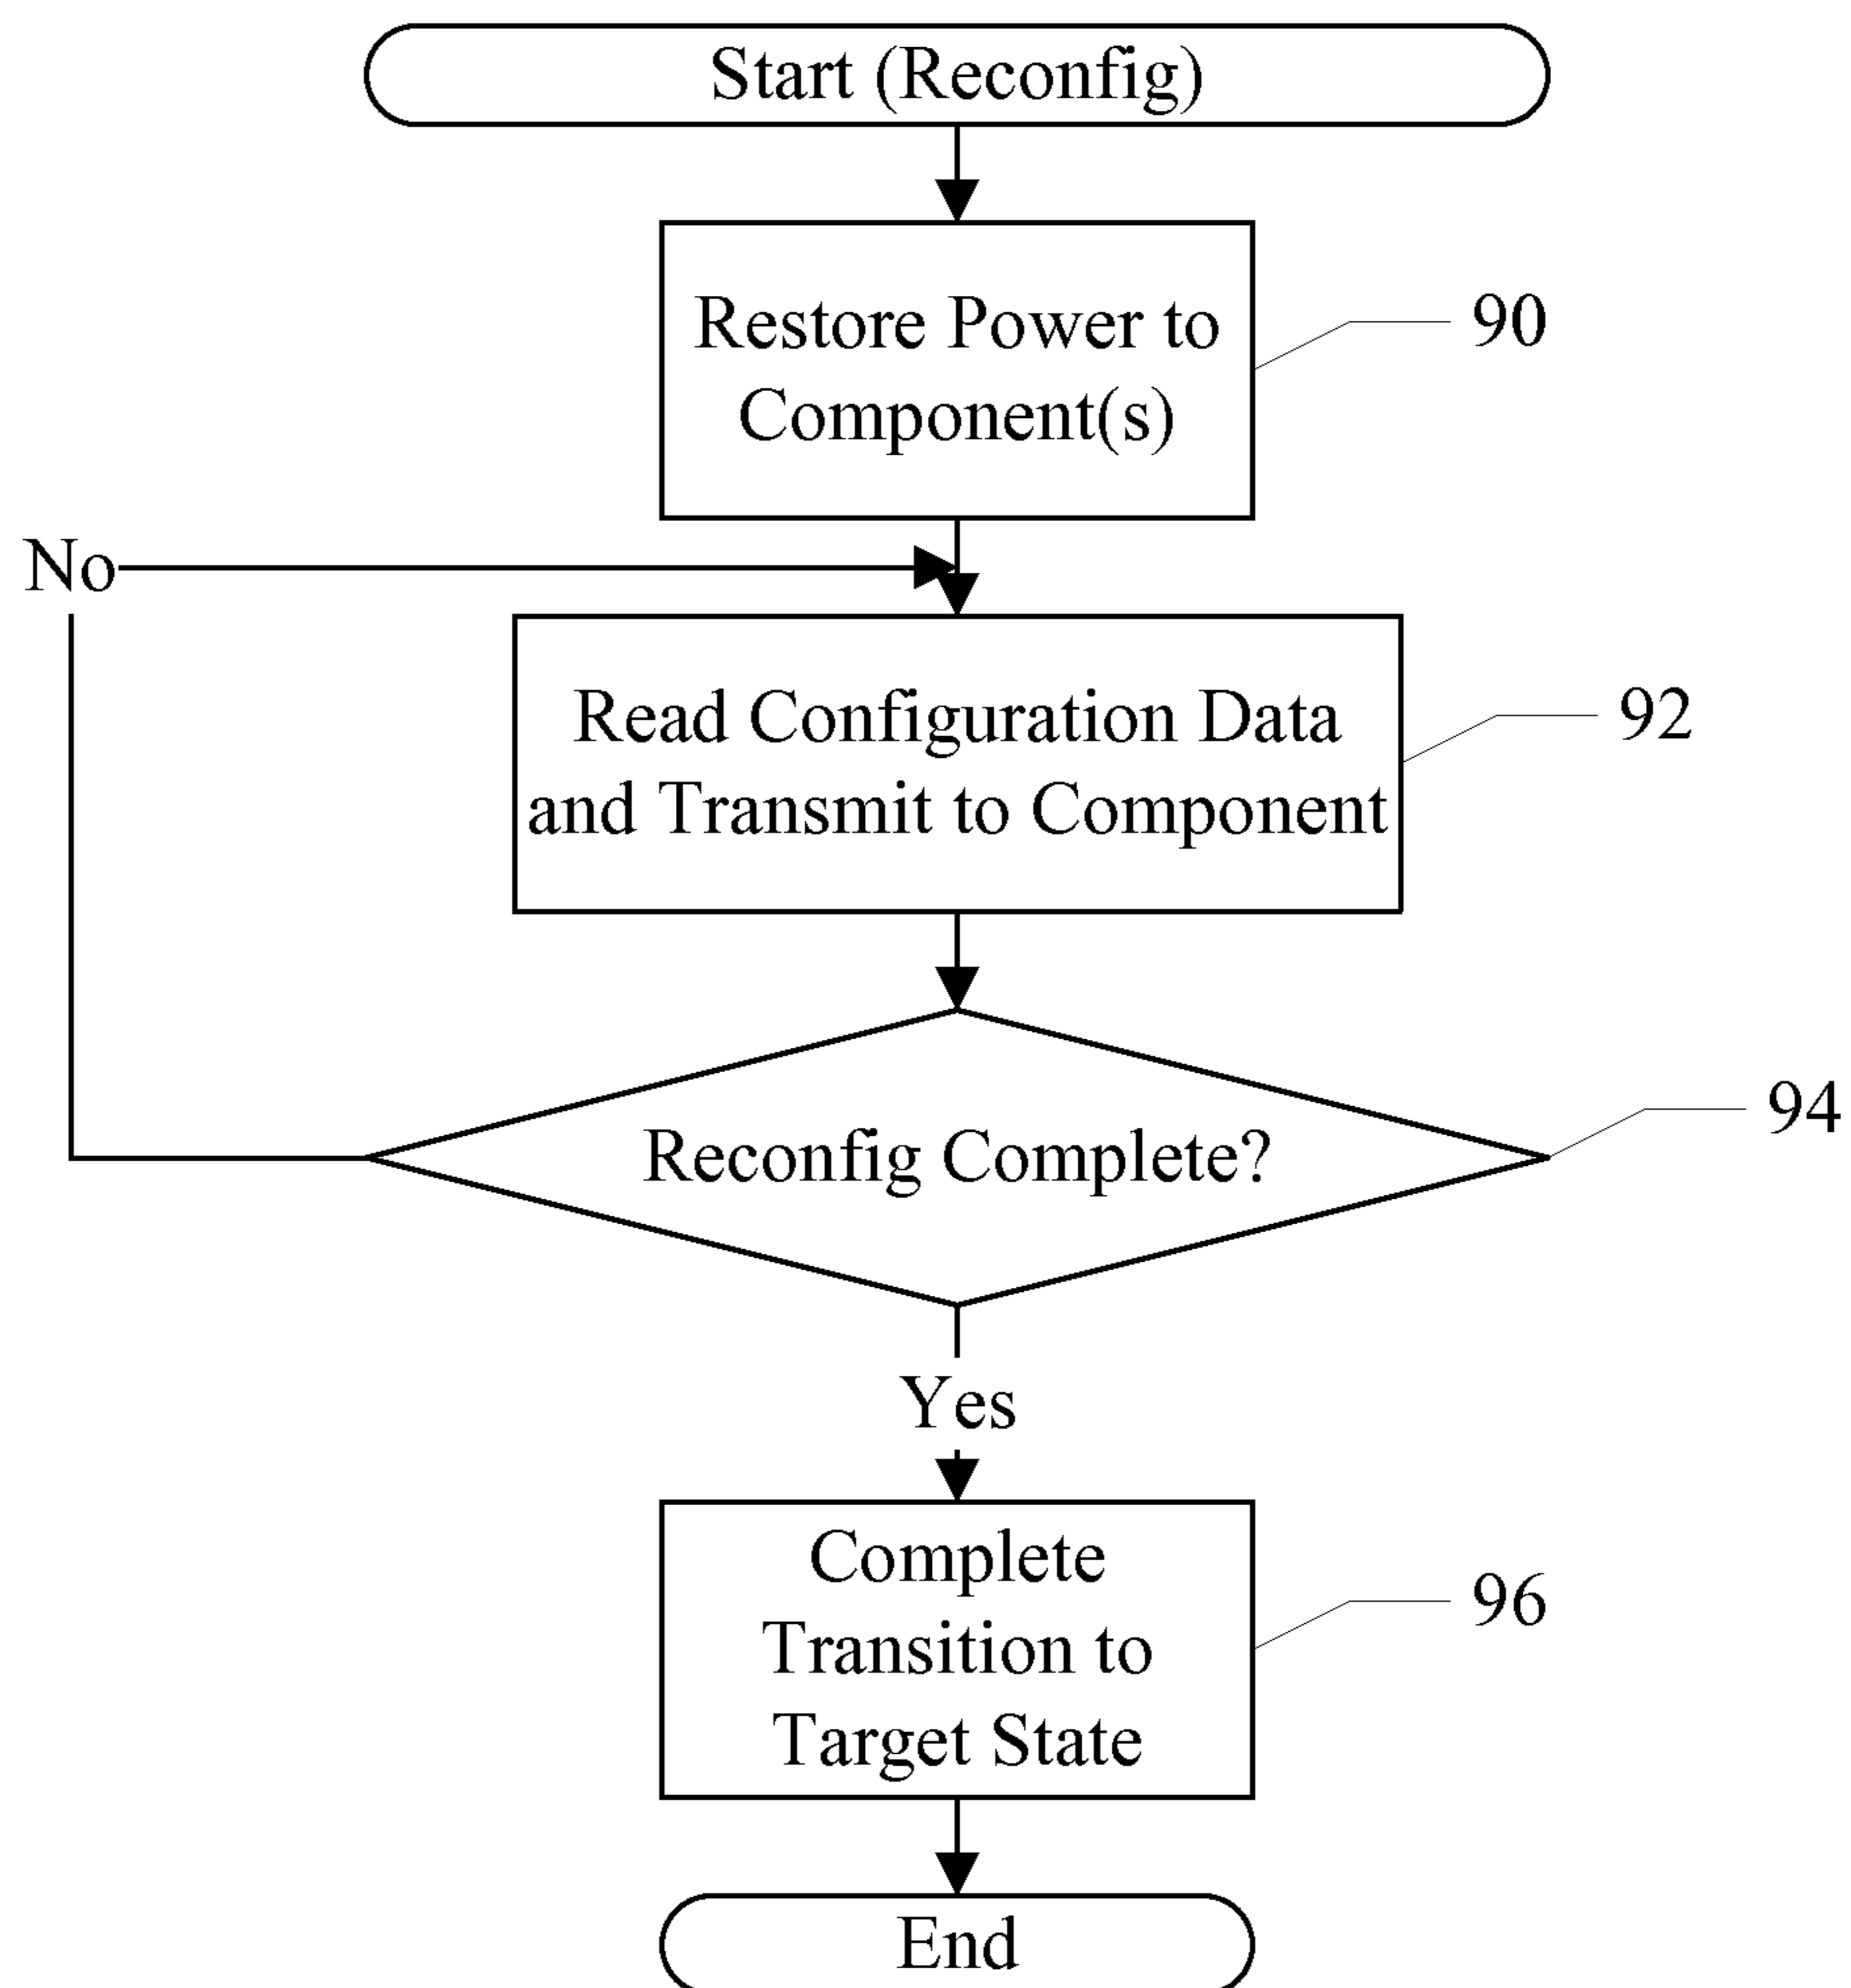 Start (Reconfig)
Restore Power to
Component(s)
90
No
Read Configuration Data
and Transmit to Component
92
Reconfig Complete?
94
Yes
Complete
Transition to
Target State
96
End